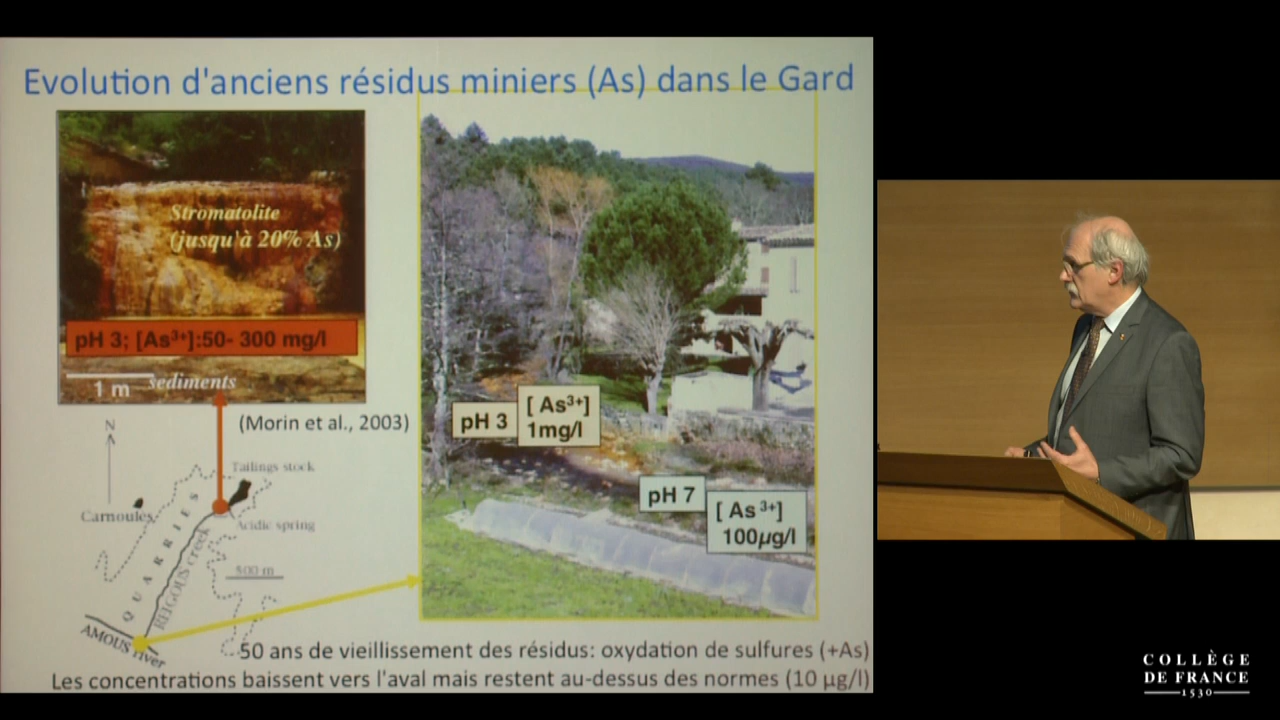 Evolution d'anciens résidus miniers (As) dans le Gard
Stromatolite
(jusqu'à 20% As)
pH 3; [As³⁺]:50- 300 mg/l
1 m
sediments
(Morin et al., 2003)
N
Tailings stock
Carnoules
Acidic spring
QUARRIES
REIGOUS creek
500 m
AMOUS river
pH 3
[ As³⁺]
1mg/l
pH 7
[ As³⁺]
100µg/l
50 ans de vieillissement des résidus: oxydation de sulfures (+As)
Les concentrations baissent vers l'aval mais restent au-dessus des normes (10 µg/l)
COLLÈGE
DE FRANCE
1530